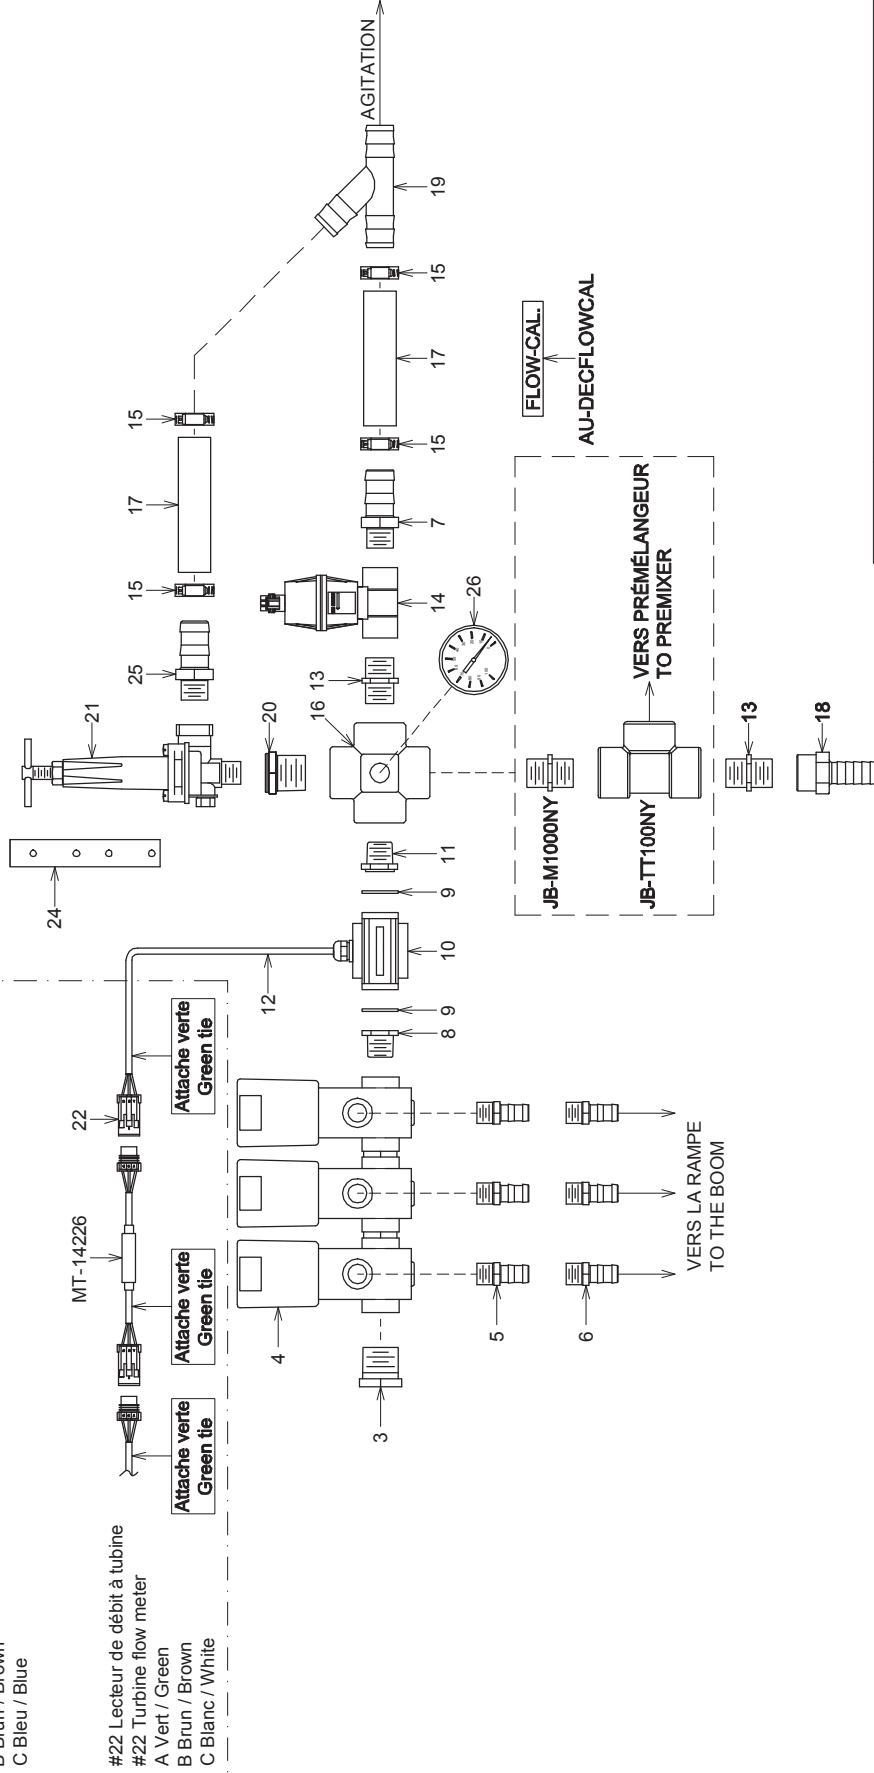 B Brun / Brown
C Bleu / Blue
#22 Lecteur de débit à tubine
#22 Turbine flow meter
A Vert / Green
B Brun / Brown
C Blanc / White
Attache verte
Green tie
MT-14226
Attache verte
Green tie
22
Attache verte
Green tie
12
24
21
25
15
17
15
AGITATION
3
4
8
9
10
9
11
20
16
13
14
26
7
15
17
15
19
5
6
VERS LA RAMPE
TO THE BOOM
FLOW-CAL.
AU-DECFLOWCAL
JB-M1000NY
JB-TT100NY
VERS PRÉMÉLANGEUR
TO PREMIXER
13
18